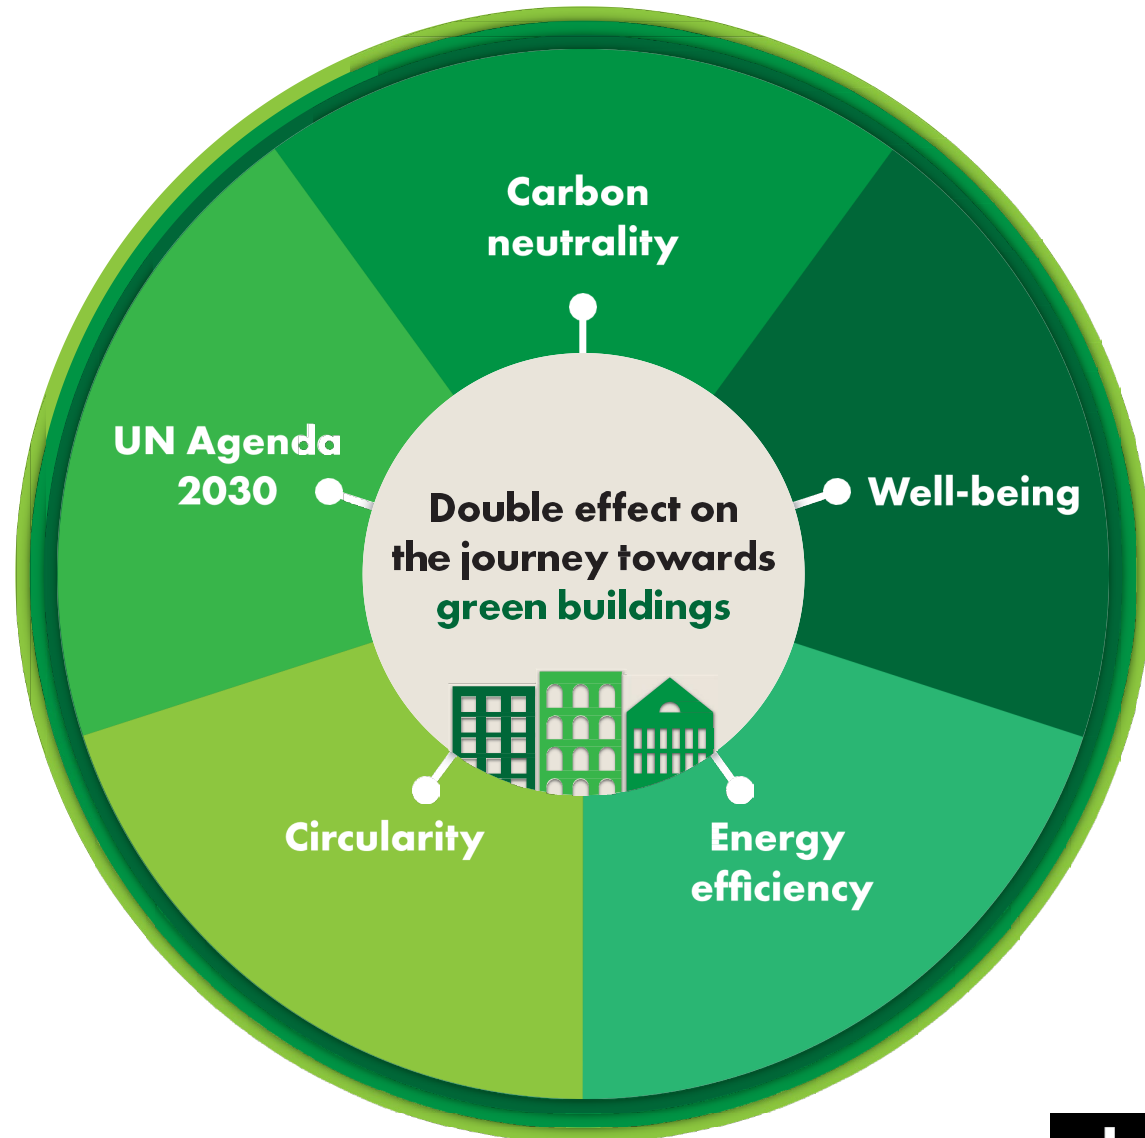 Carbon
neutrality
UN Agenda
2030
Well-being
Double effect on
the journey towards
green buildings
Circularity
Energy
efficiency